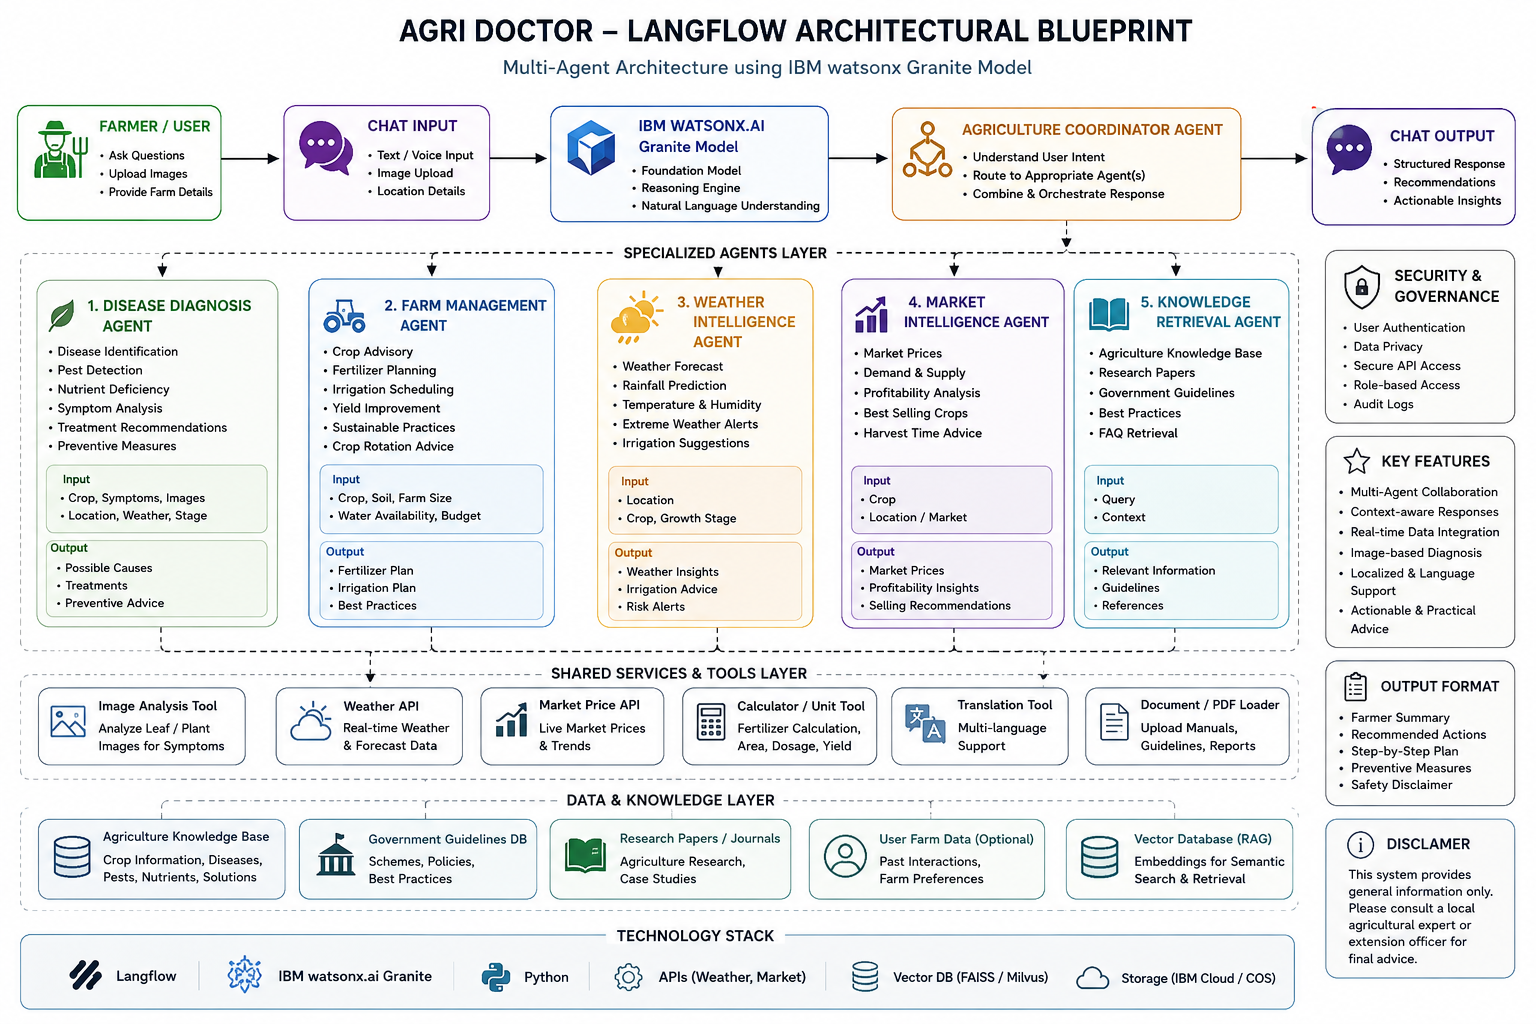 AGRI DOCTOR – LANGFLOW ARCHITECTURAL BLUEPRINT
Multi-Agent Architecture using IBM watsonx Granite Model
FARMER / USER
• Ask Questions
• Upload Images
• Provide Farm Details
CHAT INPUT
• Text / Voice Input
• Image Upload
• Location Details
IBM WATSONX.AI
Granite Model
• Foundation Model
• Reasoning Engine
• Natural Language Understanding
AGRICULTURE COORDINATOR AGENT
• Understand User Intent
• Route to Appropriate Agent(s)
• Combine & Orchestrate Response
CHAT OUTPUT
• Structured Response
• Recommendations
• Actionable Insights
SPECIALIZED AGENTS LAYER
1. DISEASE DIAGNOSIS
AGENT
• Disease Identification
• Pest Detection
• Nutrient Deficiency
• Symptom Analysis
• Treatment Recommendations
• Preventive Measures
Input
• Crop, Symptoms, Images
• Location, Weather, Stage
Output
• Possible Causes
• Treatments
• Preventive Advice
2. FARM MANAGEMENT
AGENT
• Crop Advisory
• Fertilizer Planning
• Irrigation Scheduling
• Yield Improvement
• Sustainable Practices
• Crop Rotation Advice
Input
• Crop, Soil, Farm Size
• Water Availability, Budget
Output
• Fertilizer Plan
• Irrigation Plan
• Best Practices
3. WEATHER
INTELLIGENCE
AGENT
• Weather Forecast
• Rainfall Prediction
• Temperature & Humidity
• Extreme Weather Alerts
• Irrigation Suggestions
Input
• Location
• Crop, Growth Stage
Output
• Weather Insights
• Irrigation Advice
• Risk Alerts
4. MARKET
INTELLIGENCE AGENT
• Market Prices
• Demand & Supply
• Profitability Analysis
• Best Selling Crops
• Harvest Time Advice
Input
• Crop
• Location / Market
Output
• Market Prices
• Profitability Insights
• Selling Recommendations
5. KNOWLEDGE
RETRIEVAL AGENT
• Agriculture Knowledge Base
• Research Papers
• Government Guidelines
• Best Practices
• FAQ Retrieval
Input
• Query
• Context
Output
• Relevant Information
• Guidelines
• References
SECURITY &
GOVERNANCE
• User Authentication
• Data Privacy
• Secure API Access
• Role-based Access
• Audit Logs
KEY FEATURES
• Multi-Agent Collaboration
• Context-aware Responses
• Real-time Data Integration
• Image-based Diagnosis
• Localized & Language
Support
• Actionable & Practical
Advice
SHARED SERVICES & TOOLS LAYER
Image Analysis Tool
Analyze Leaf / Plant
Images for Symptoms
Weather API
Real-time Weather
& Forecast Data
Market Price API
Live Market Prices
& Trends
Calculator / Unit Tool
Fertilizer Calculation,
Area, Dosage, Yield
Translation Tool
Multi-language
Support
Document / PDF Loader
Upload Manuals,
Guidelines, Reports
OUTPUT FORMAT
• Farmer Summary
• Recommended Actions
• Step-by-Step Plan
• Preventive Measures
• Safety Disclaimer
DATA & KNOWLEDGE LAYER
Agriculture Knowledge Base
Crop Information, Diseases,
Pests, Nutrients, Solutions
Government Guidelines DB
Schemes, Policies,
Best Practices
Research Papers / Journals
Agriculture Research,
Case Studies
User Farm Data (Optional)
Past Interactions,
Farm Preferences
Vector Database (RAG)
Embeddings for Semantic
Search & Retrieval
DISCLAMER
This system provides
general information only.
Please consult a local
agricultural expert or
extension officer for
final advice.
TECHNOLOGY STACK
Langflow
IBM watsonx.ai Granite
Python
APIs (Weather, Market)
Vector DB (FAISS / Milvus)
Storage (IBM Cloud / COS)